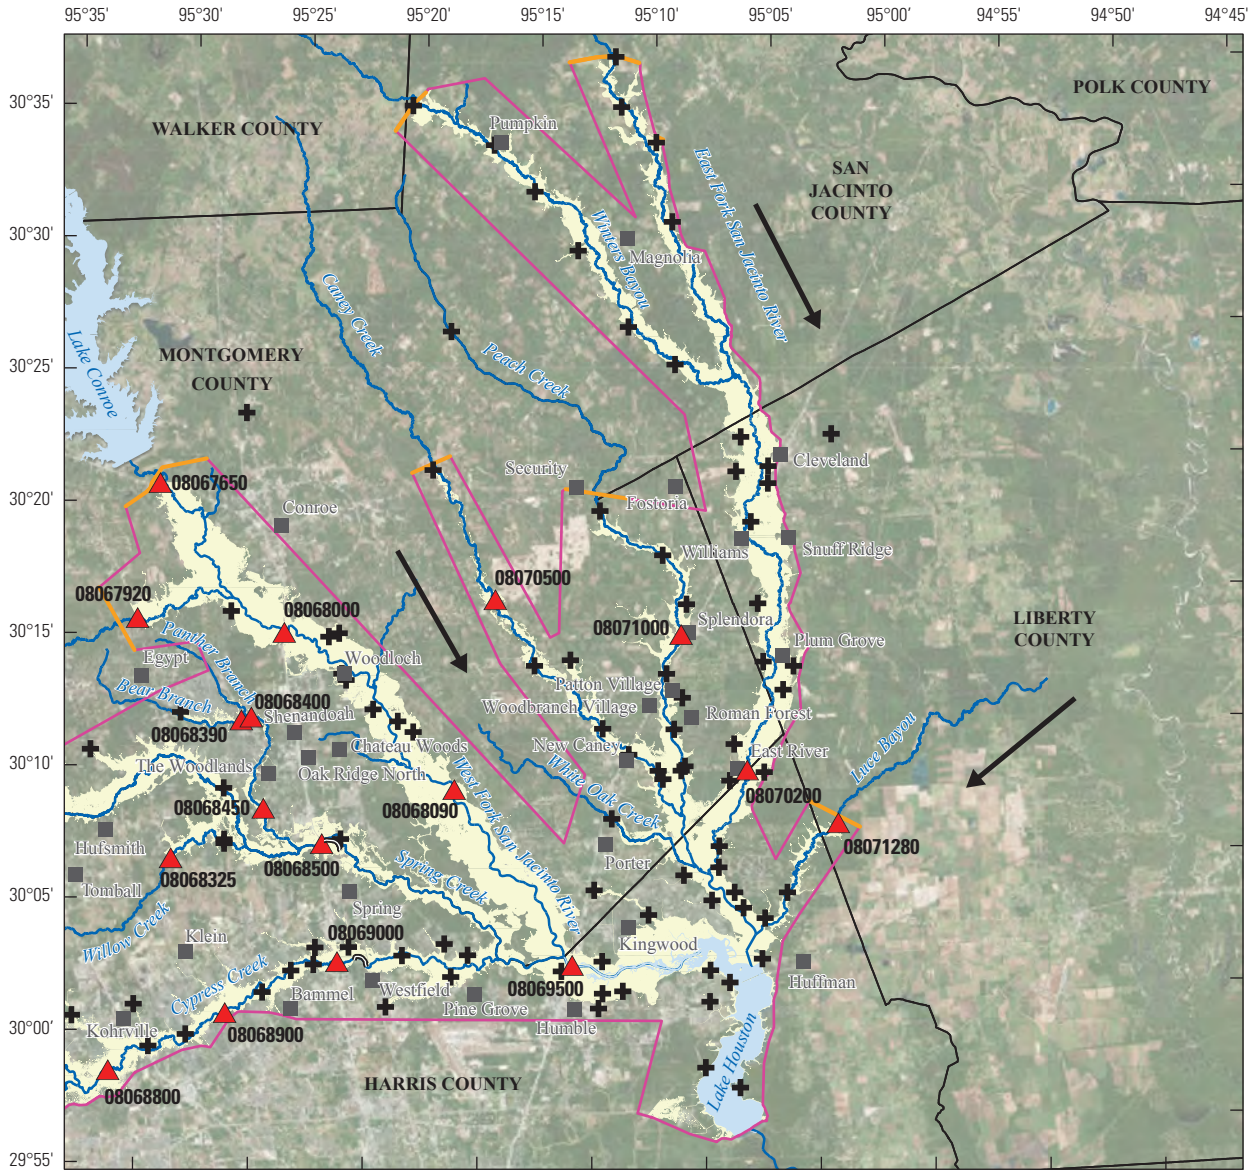 95°35'
95°30'
95°25'
95°20'
95°15'
95°10'
95°05'
95°00'
94°55'
94°50'
94°45'
30°35'
30°30'
30°25'
30°20'
30°15'
30°10'
30°05'
30°00'
29°55'
WALKER COUNTY
POLK COUNTY
SAN
JACINTO
COUNTY
MONTGOMERY
COUNTY
LIBERTY
COUNTY
HARRIS COUNTY
Pumpkin
Magnolia
East Fork San Jacinto River
Winters Bayou
Caney Creek
Peach Creek
Lake Conroe
Cleveland
Security
Fostoria
08067650
Conroe
Williams
Snuff Ridge
08070500
08067920
08068000
08071000
Splendora
Plum Grove
Panther Branch
Egypt
Woodloch
Patton Village
Bear Branch
08068400
Woodbranch Village
Roman Forest
Shenandoah
08068390
Chateau Woods
New Caney
East River
Luce Bayou
The Woodlands
Oak Ridge North
West Fork San Jacinto River
White Oak Creek
08068450
08068090
08070200
Hufsmith
08068500
08071280
Porter
Tomball
08068325
Spring Creek
Spring
Willow Creek
Klein
08069000
Kingwood
Cypress Creek
Bammel
Westfield
08069500
Huffman
Pine Grove
Humble
Kohrville
08068900
Lake Houston
08068800